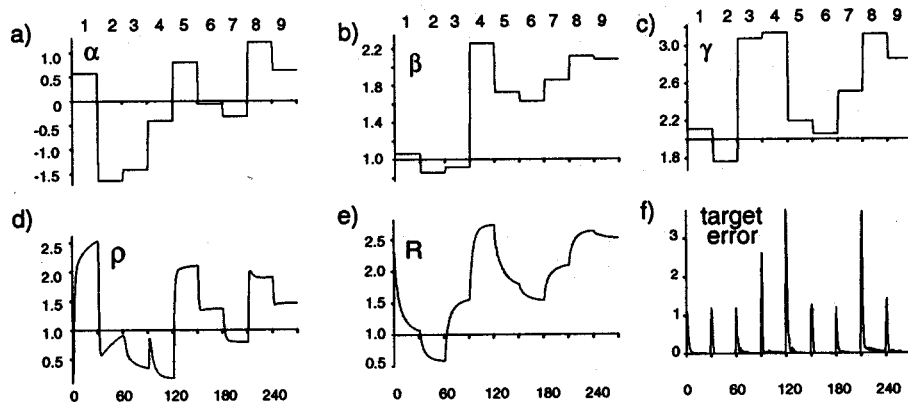 1 2 3 4 5 6 7 8 9
1 2 3 4 5 6 7 8 9
1 2 3 4 5 6 7 8 9
a)
α
1.0
0.5
0
-0.5
-1.0
-1.5
b)
β
2.2
1.8
1.4
1.0
c)
γ
3.0
2.6
2.2
1.8
d)
ρ
2.5
2.0
1.5
1.0
0.5
0 60 120 180 240
e)
R
2.5
2.0
1.5
1.0
0.5
0 60 120 180 240
f)
target
error
3
2
1
0
0 60 120 180 240